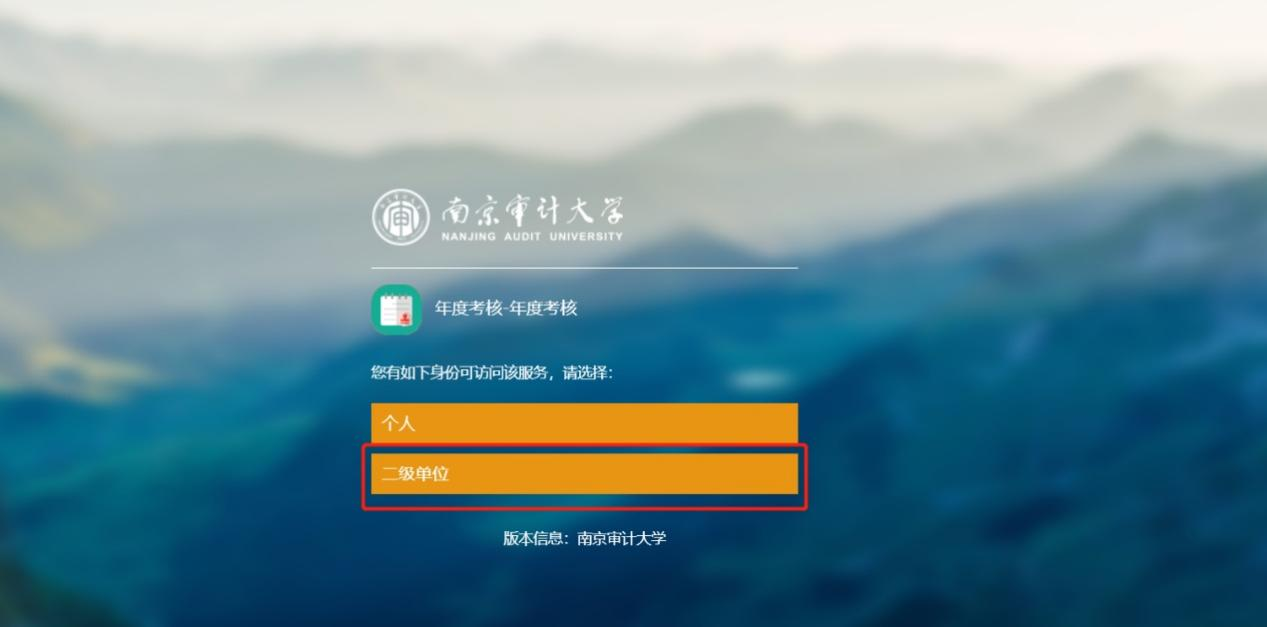 南京审计大学
NANJING AUDIT UNIVERSITY
年度考核-年度考核
您有如下身份可访问该服务，请选择：
个人
二级单位
版本信息：南京审计大学